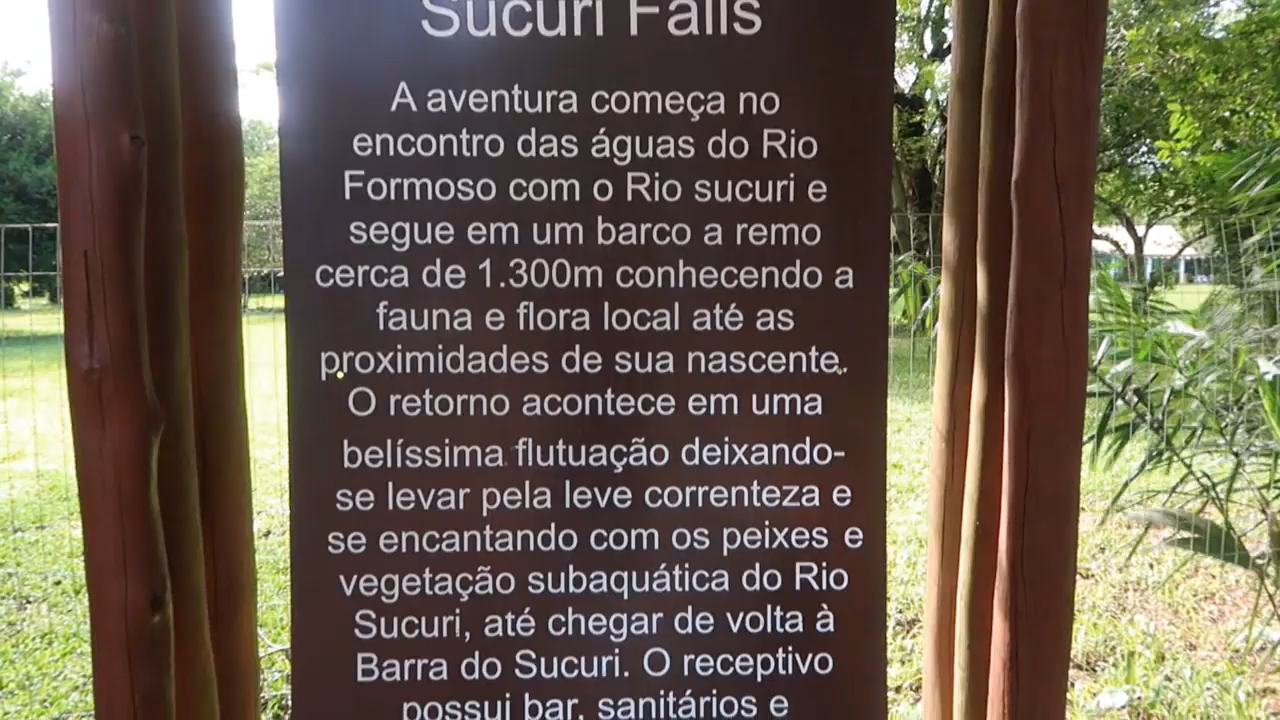 Sucuri Falls
A aventura começa no
encontro das águas do Rio
Formoso com o Rio sucuri e
segue em um barco a remo
cerca de 1.300m conhecendo a
fauna e flora local até as
proximidades de sua nascente.
O retorno acontece em uma
belíssima flutuação deixando-
se levar pela leve correnteza e
se encantando com os peixes e
vegetação subaquática do Rio
Sucuri, até chegar de volta à
Barra do Sucuri. O receptivo
possui bar, sanitários e